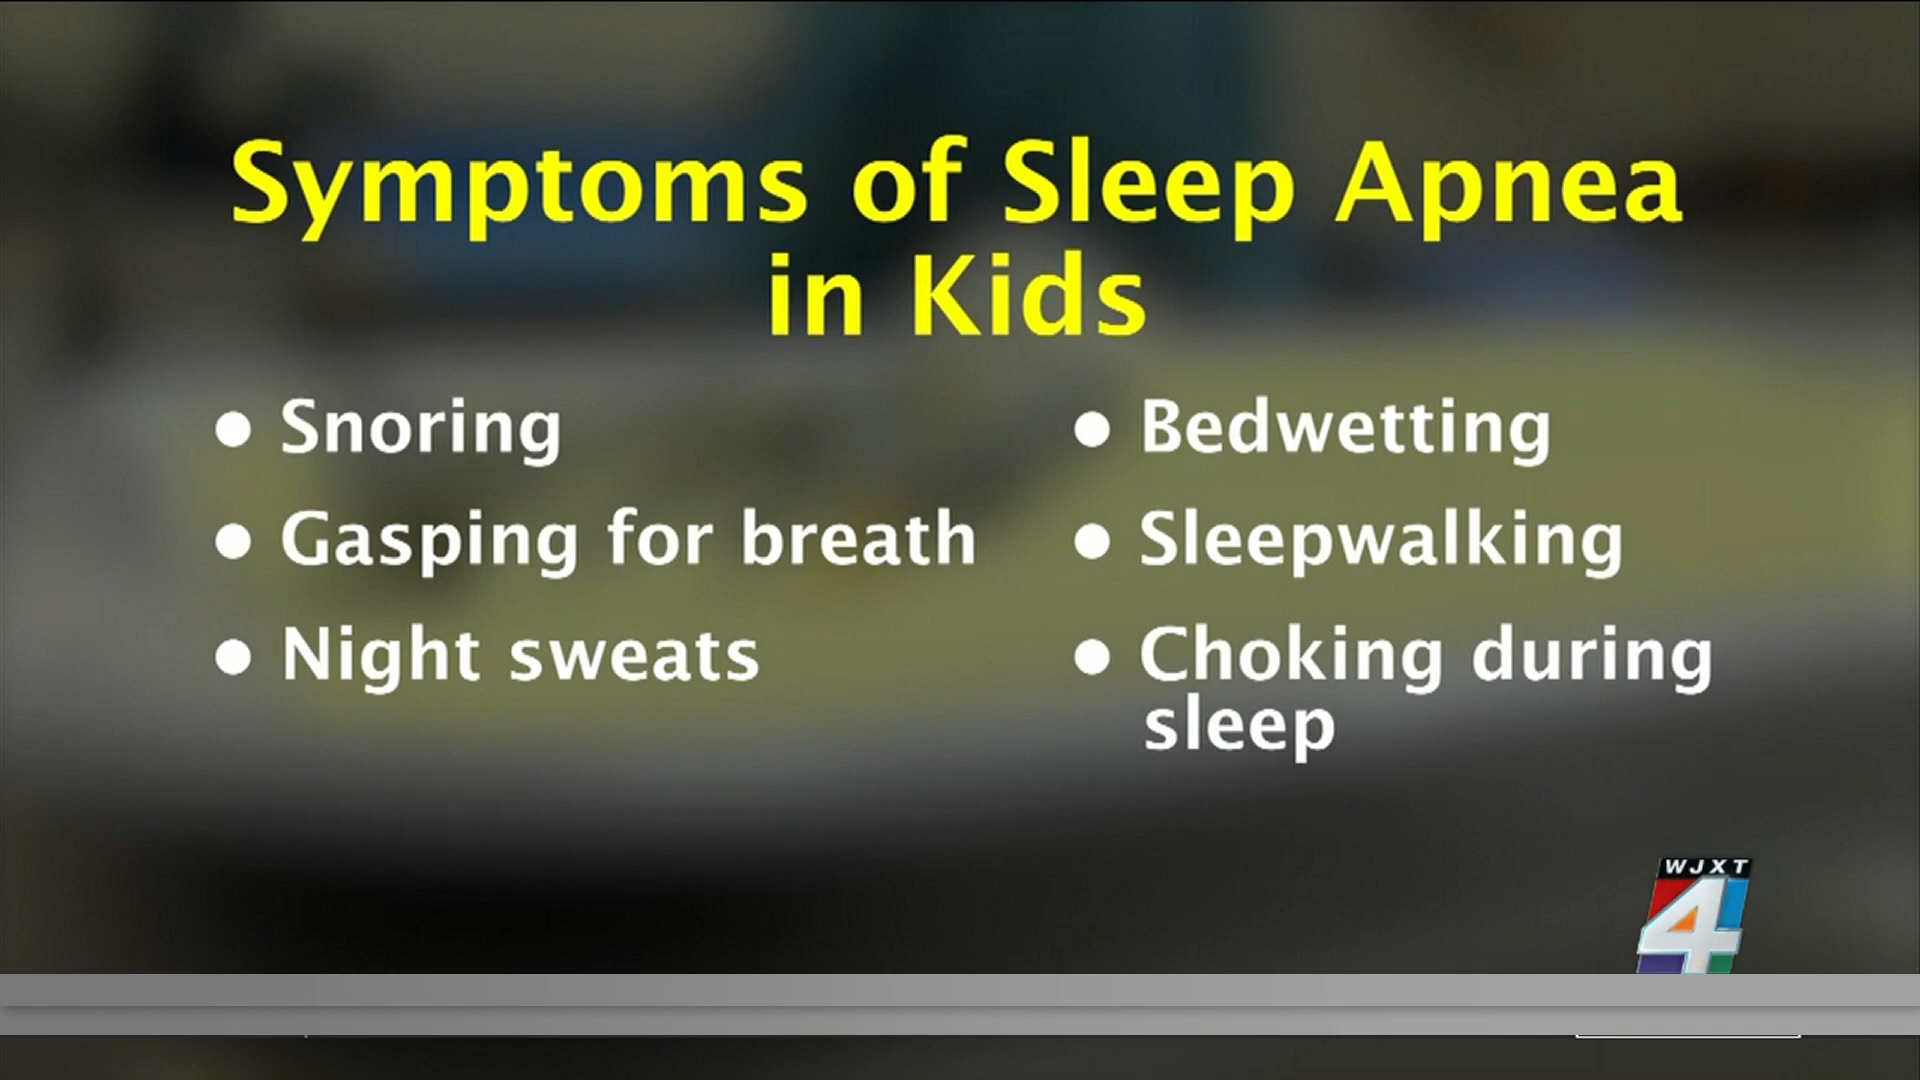 Symptoms of Sleep Apnea
in Kids
• Snoring
• Gasping for breath
• Night sweats
• Bedwetting
• Sleepwalking
• Choking during
sleep
WJXT
4